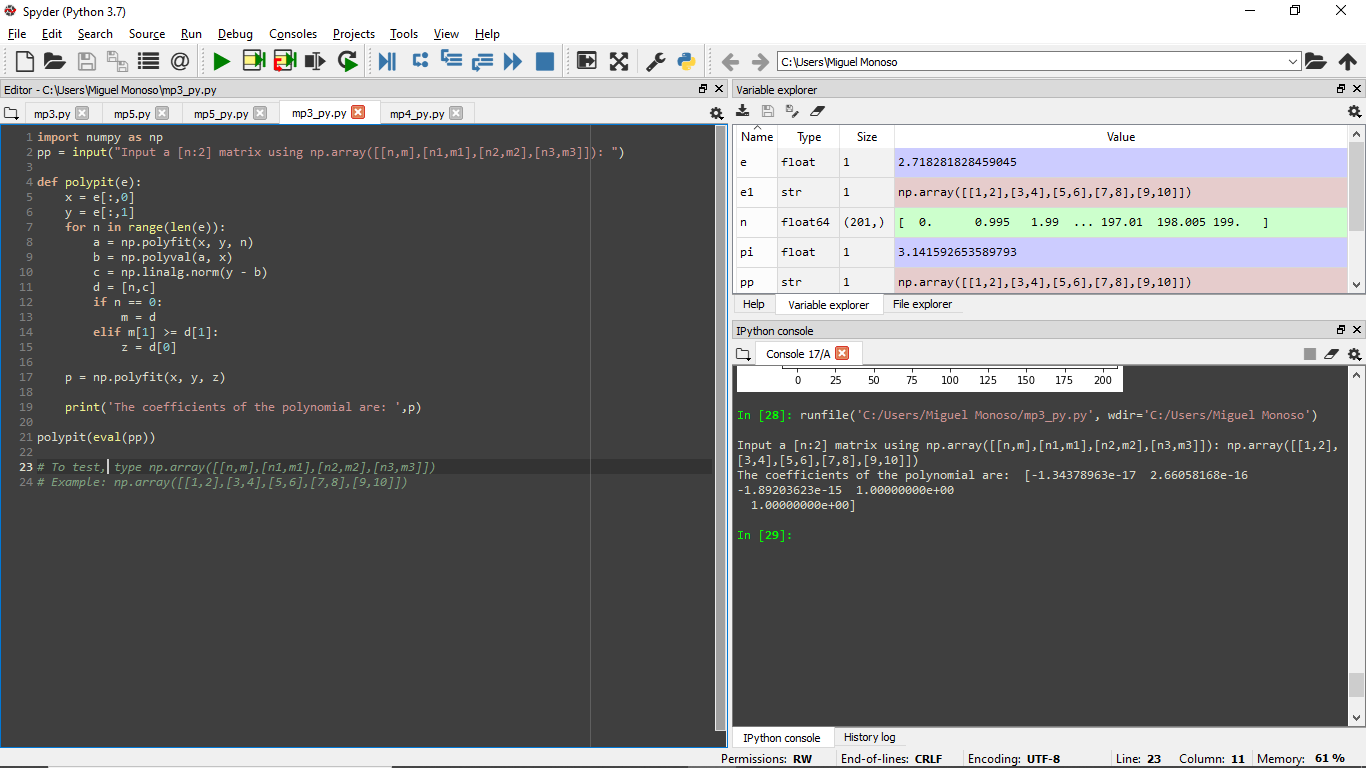 Spyder (Python 3.7)
File Edit Search Source Run Debug Consoles Projects Tools View Help
C:\Users\Miguel Monoso
Editor - C:\Users\Miguel Monoso\mp3_py.py
mp3.py mp5.py mp5_py.py mp3_py.py mp4_py.py
1 import numpy as np
2 pp = input("Input a [n:2] matrix using np.array([[n,m],[n1,m1],[n2,m2],[n3,m3]]): ")
3
4 def polypit(e):
5     x = e[:,0]
6     y = e[:,1]
7     for n in range(len(e)):
8         a = np.polyfit(x, y, n)
9         b = np.polyval(a, x)
10         c = np.linalg.norm(y - b)
11         d = [n,c]
12         if n == 0:
13             m = d
14         elif m[1] >= d[1]:
15             z = d[0]
16
17     p = np.polyfit(x, y, z)
18
19     print('The coefficients of the polynomial are: ',p)
20
21 polypit(eval(pp))
22
23 # To test, type np.array([[n,m],[n1,m1],[n2,m2],[n3,m3]])
24 # Example: np.array([[1,2],[3,4],[5,6],[7,8],[9,10]])
Variable explorer
Name Type Size Value
e float 1 2.718281828459045
e1 str 1 np.array([[1,2],[3,4],[5,6],[7,8],[9,10]])
n float64 (201,) [ 0. 0.995 1.99 ... 197.01 198.005 199. ]
pi float 1 3.141592653589793
pp str 1 np.array([[1,2],[3,4],[5,6],[7,8],[9,10]])
Help Variable explorer File explorer
IPython console
Console 17/A
0 25 50 75 100 125 150 175 200
In [28]: runfile('C:/Users/Miguel Monoso/mp3_py.py', wdir='C:/Users/Miguel Monoso')
Input a [n:2] matrix using np.array([[n,m],[n1,m1],[n2,m2],[n3,m3]]): np.array([[1,2],
[3,4],[5,6],[7,8],[9,10]])
The coefficients of the polynomial are:  [-1.34378963e-17  2.66058168e-16
-1.89203623e-15  1.00000000e+00
  1.00000000e+00]
In [29]:
IPython console History log
Permissions: RW End-of-lines: CRLF Encoding: UTF-8 Line: 23 Column: 11 Memory: 61 %